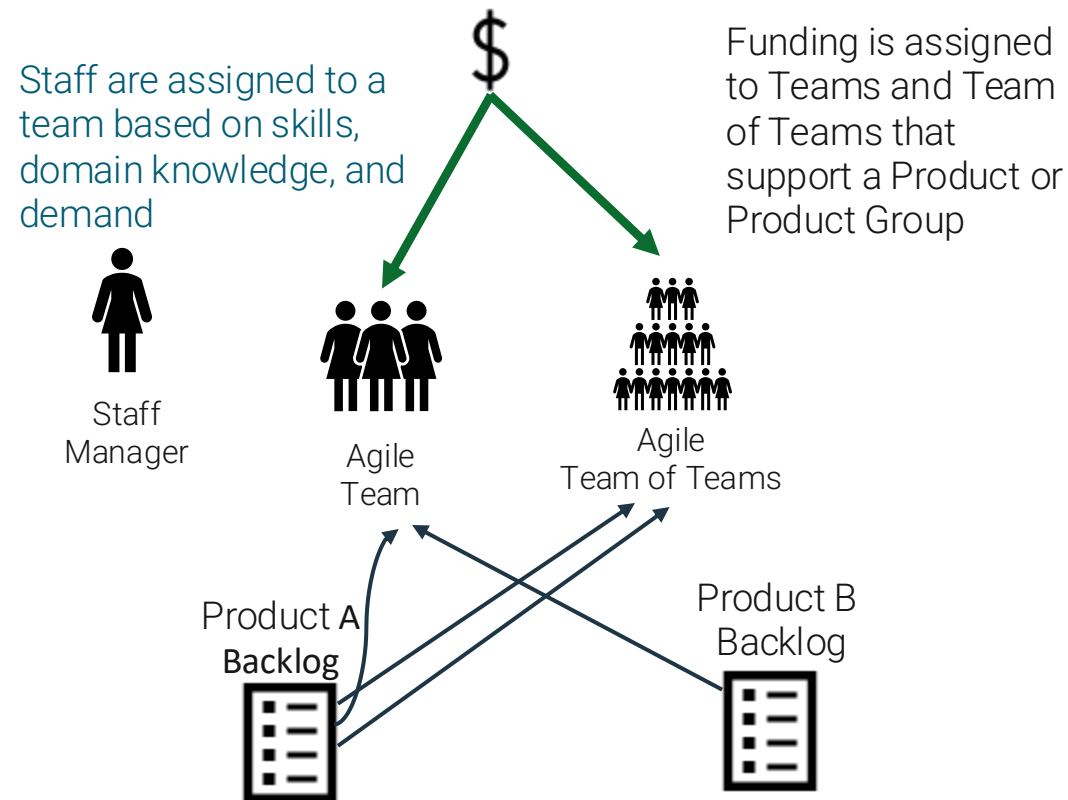 $
Staff are assigned to a
team based on skills,
domain knowledge, and
demand
Funding is assigned
to Teams and Team
of Teams that
support a Product or
Product Group
Staff
Manager
Agile
Team
Agile
Team of Teams
Product A
Backlog
Product B
Backlog